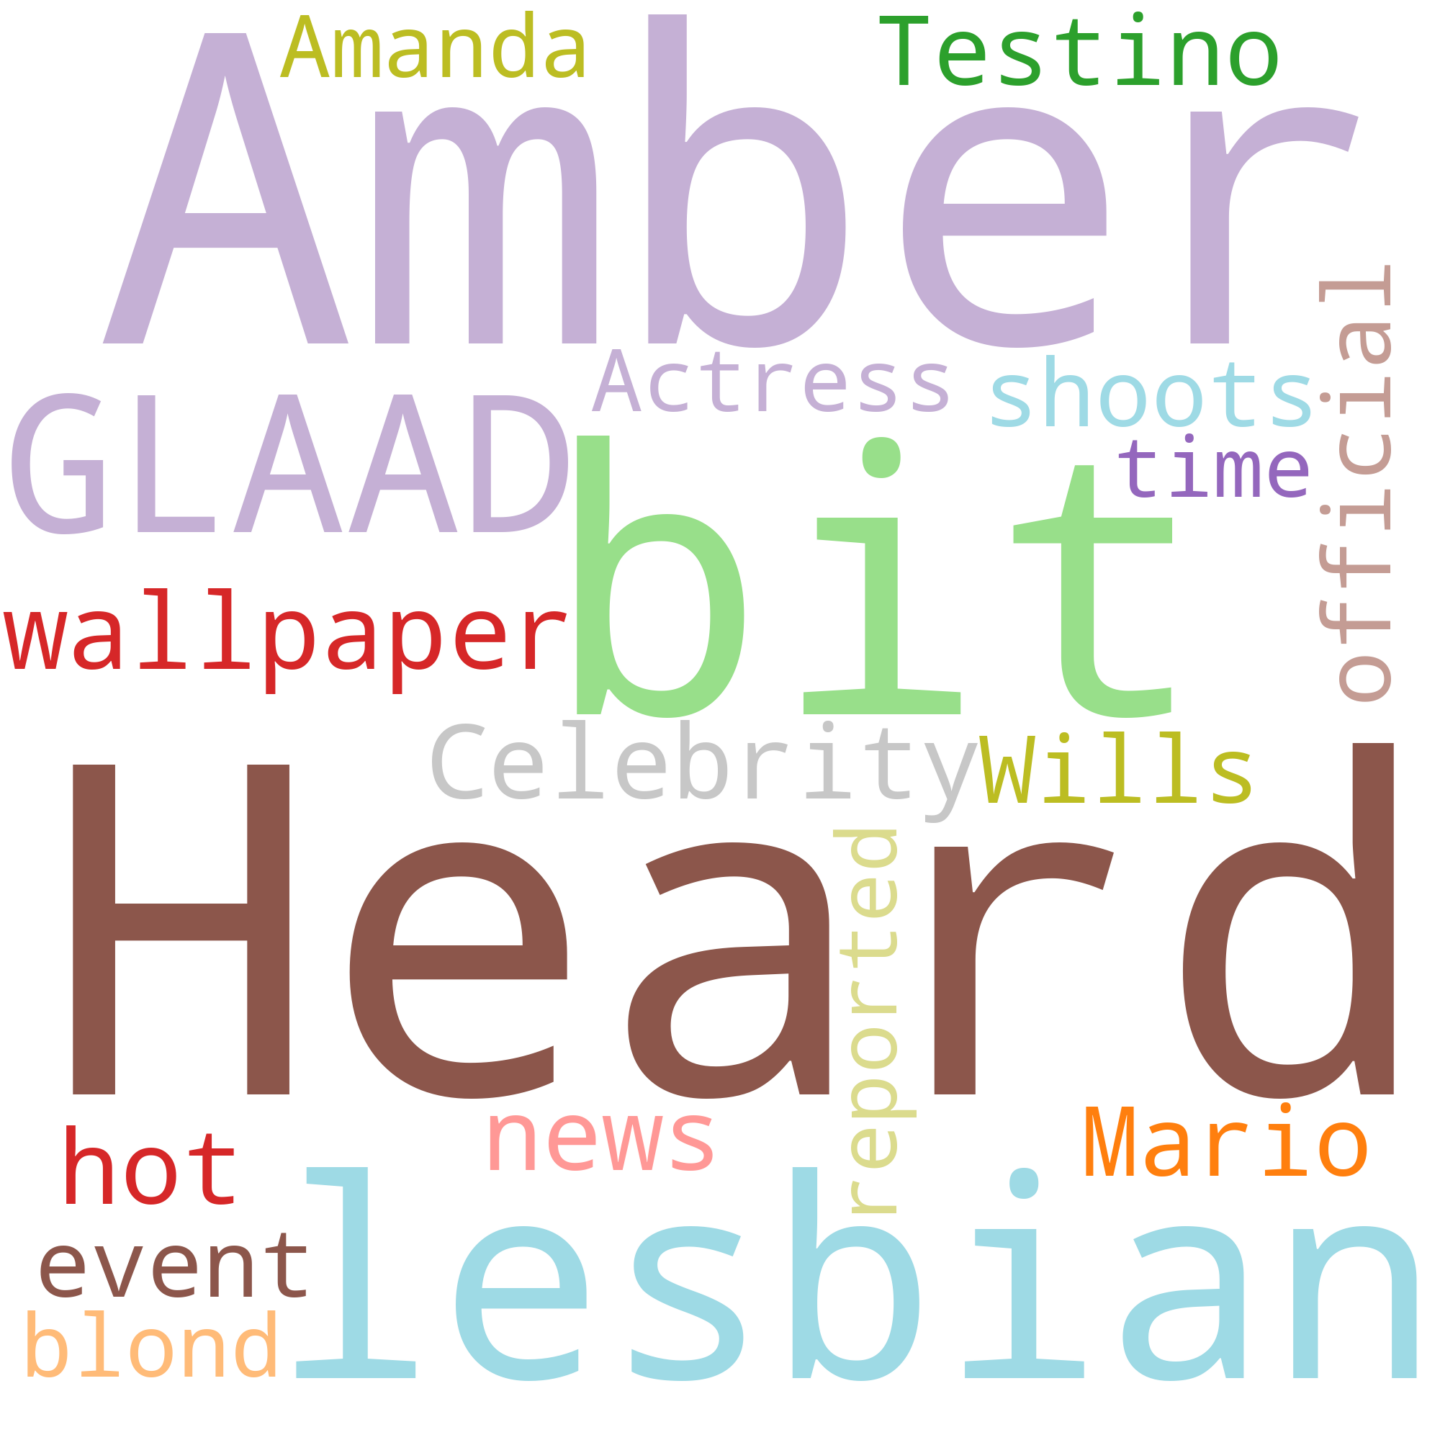 Amanda
Testino
Amber
Actress
shoots
official
GLAAD
time
bit
wallpaper
Celebrity
Wills
Heard
reported
news
Mario
hot
lesbian
event
blond